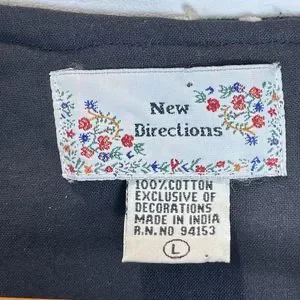 New
Directions
100% COTTON
EXCLUSIVE OF
DECORATIONS
MADE IN INDIA
R.N.NO 94153
L